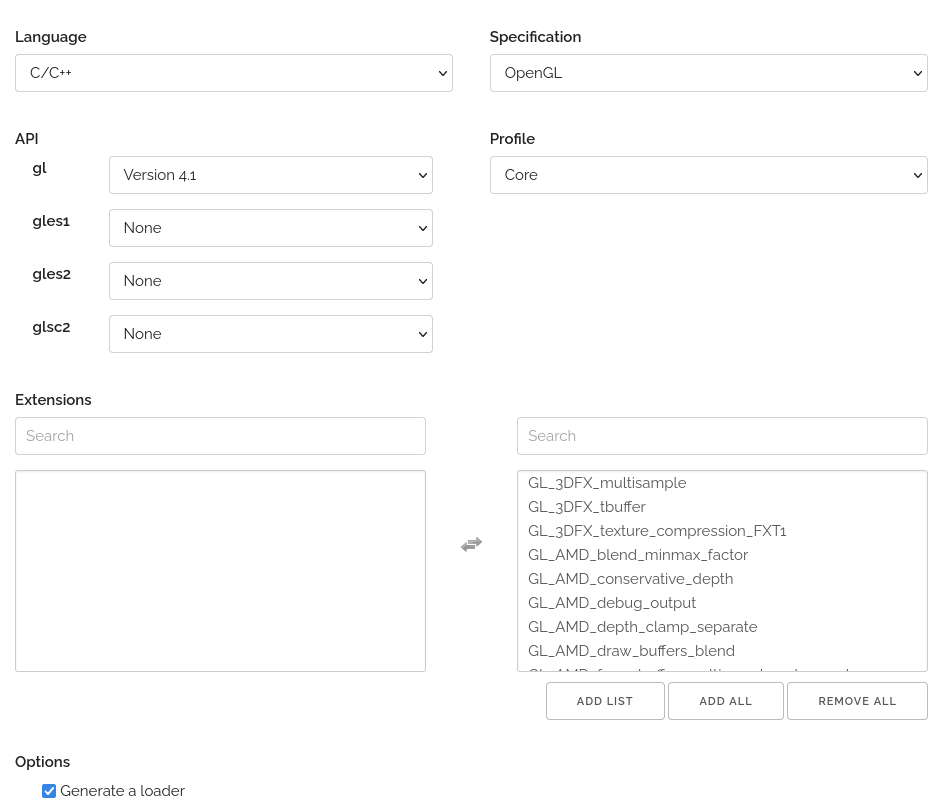 Language
Specification
C/C++
OpenGL
API
Profile
gl
Version 4.1
Core
gles1
None
gles2
None
glsc2
None
Extensions
Search
Search
GL_3DFX_multisample
GL_3DFX_tbuffer
GL_3DFX_texture_compression_FXT1
GL_AMD_blend_minmax_factor
GL_AMD_conservative_depth
GL_AMD_debug_output
GL_AMD_depth_clamp_separate
GL_AMD_draw_buffers_blend
ADD LIST
ADD ALL
REMOVE ALL
Options
Generate a loader